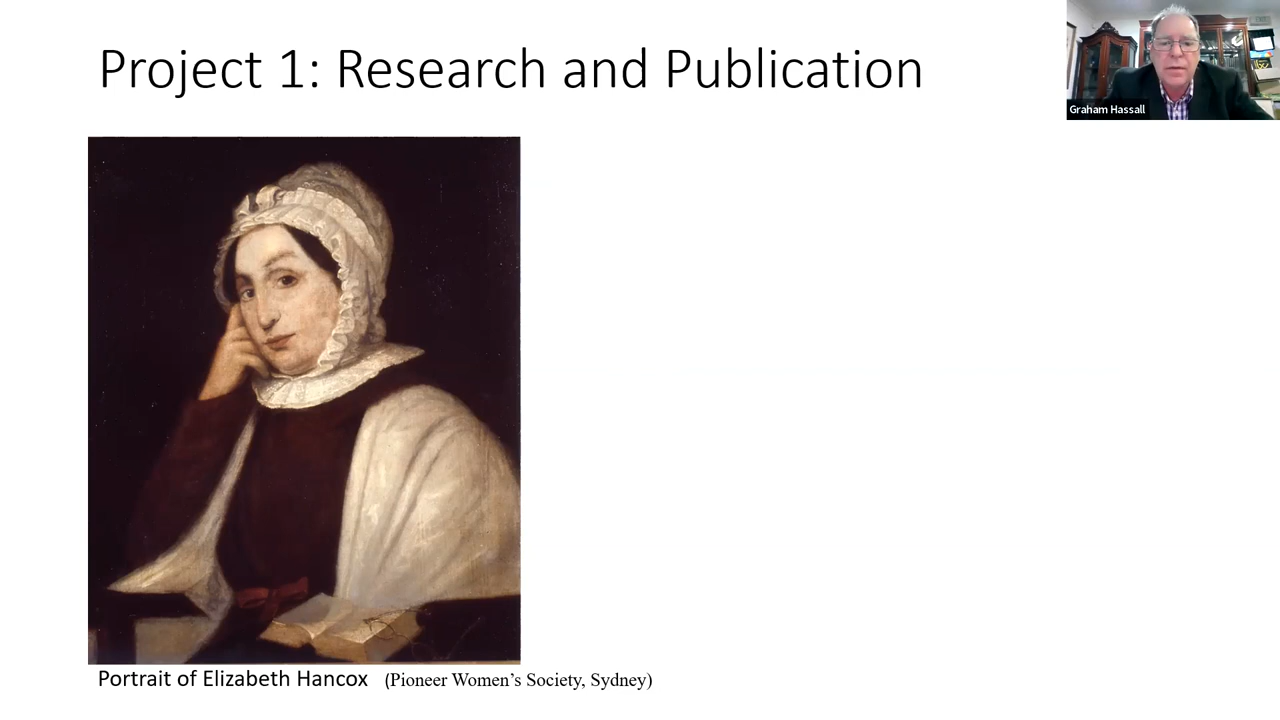 Project 1: Research and Publication
Graham Hassall
Portrait of Elizabeth Hancox (Pioneer Women’s Society, Sydney)